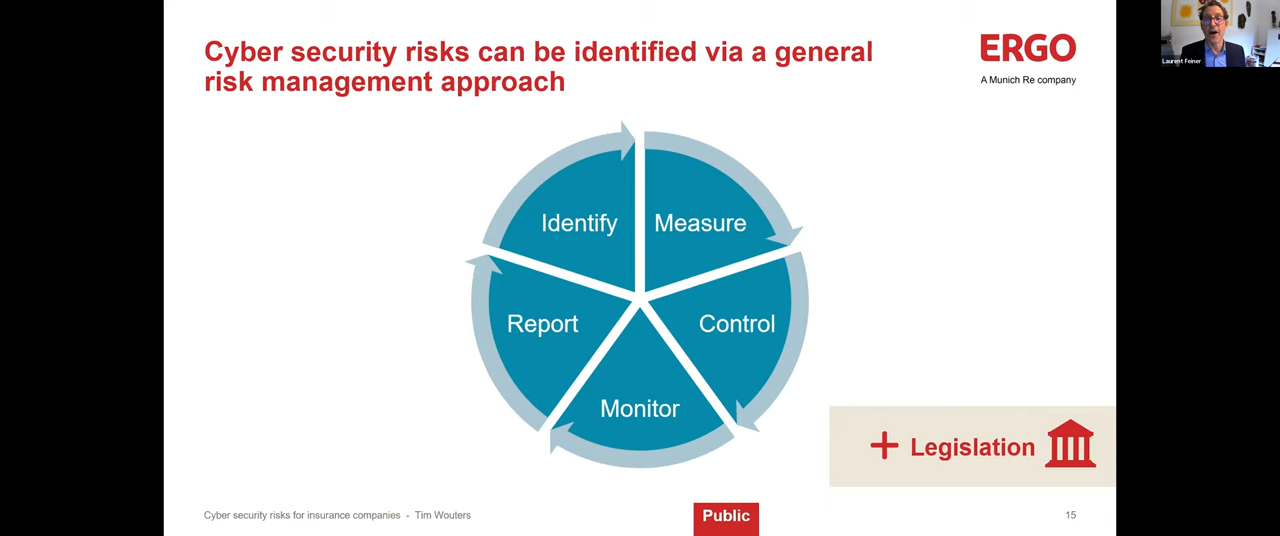 Cyber security risks can be identified via a general
risk management approach
ERGO
A Munich Re company
Laurent Feiner
Identify
Measure
Report
Control
Monitor
+ Legislation
Cyber security risks for insurance companies - Tim Wouters
Public
15